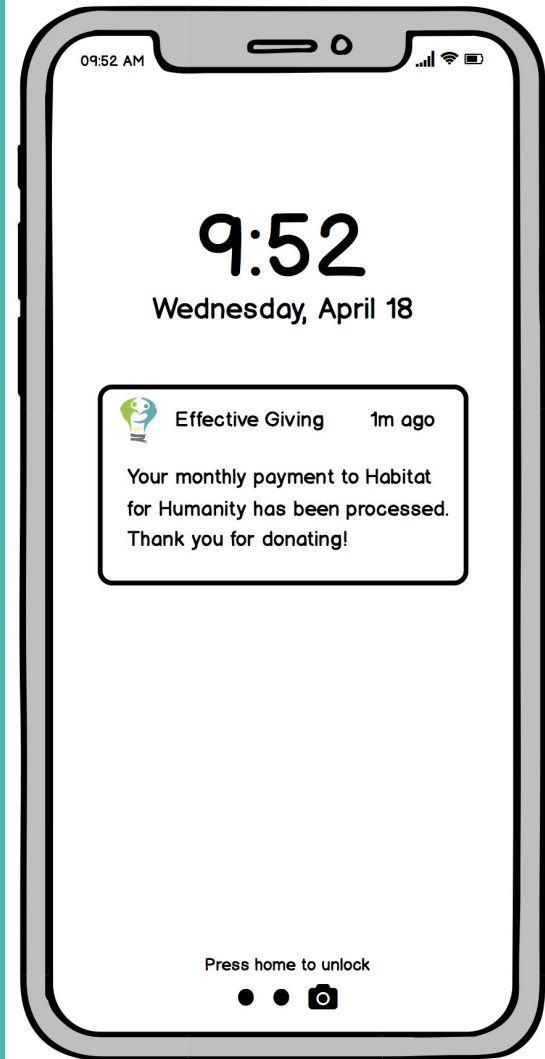 09:52 AM
9:52
Wednesday, April 18
Effective Giving 1m ago
Your monthly payment to Habitat
for Humanity has been processed.
Thank you for donating!
Press home to unlock